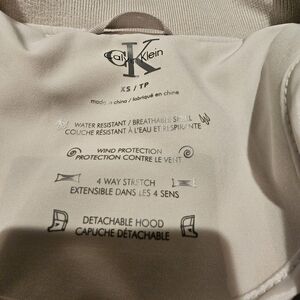 CK
Calvin Klein
XS / TP
made in china / fabriqué en chine
WATER RESISTANT / BREATHABLE SHELL
COUCHE RÉSISTANT À L'EAU ET RESPIRANTE
WIND PROTECTION
PROTECTION CONTRE LE VENT
4 WAY STRETCH
EXTENSIBLE DANS LES 4 SENS
DETACHABLE HOOD
CAPUCHE DÉTACHABLE